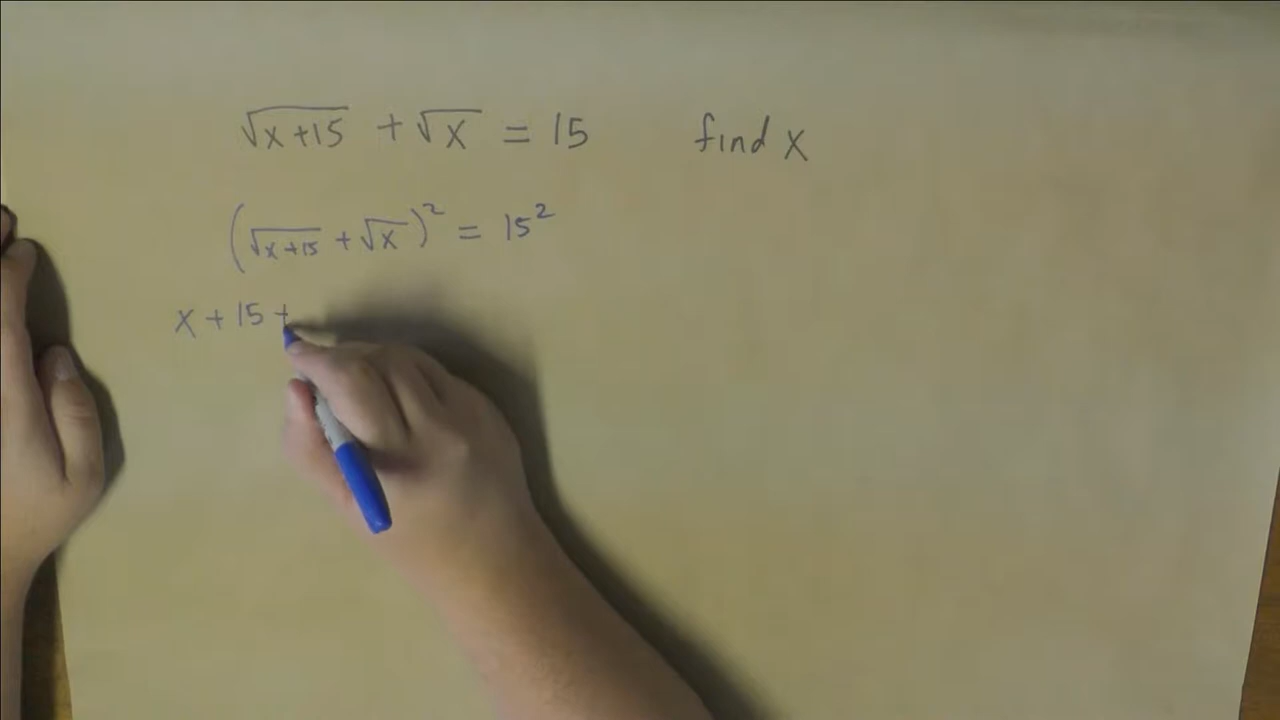 √x+15 + √x = 15 find x
(√x+15 + √x)² = 15²
x + 15 +